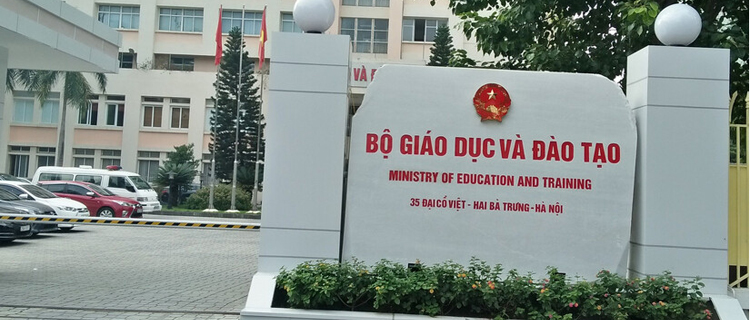 VÀ Đ
BỘ GIÁO DỤC VÀ ĐÀO TẠO
MINISTRY OF EDUCATION AND TRAINING
35 ĐẠI CỒ VIỆT - HAI BÀ TRƯNG - HÀ NỘI